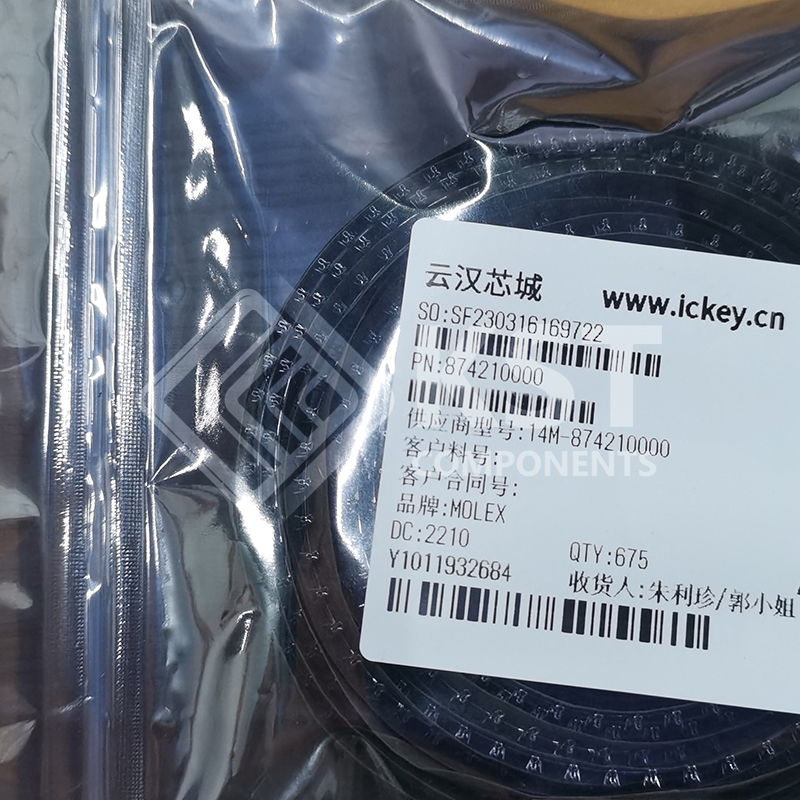 云汉芯城
www.ickey.cn
SO:SF230316169722
PN:874210000
供应商型号:14M-874210000
客户料号:
客户合同号:
品牌:MOLEX
DC:2210
QTY:675
Y1011932684
收货人:朱利珍/郭小姐
COMPONENTS